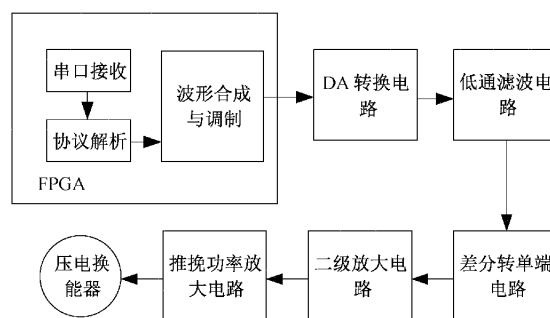 串口接收
协议解析
FPGA
波形合成
与调制
DA 转换电
路
低通滤波电
路
差分转单端
电路
二级放大电
路
推挽功率放
大电路
压电换
能器